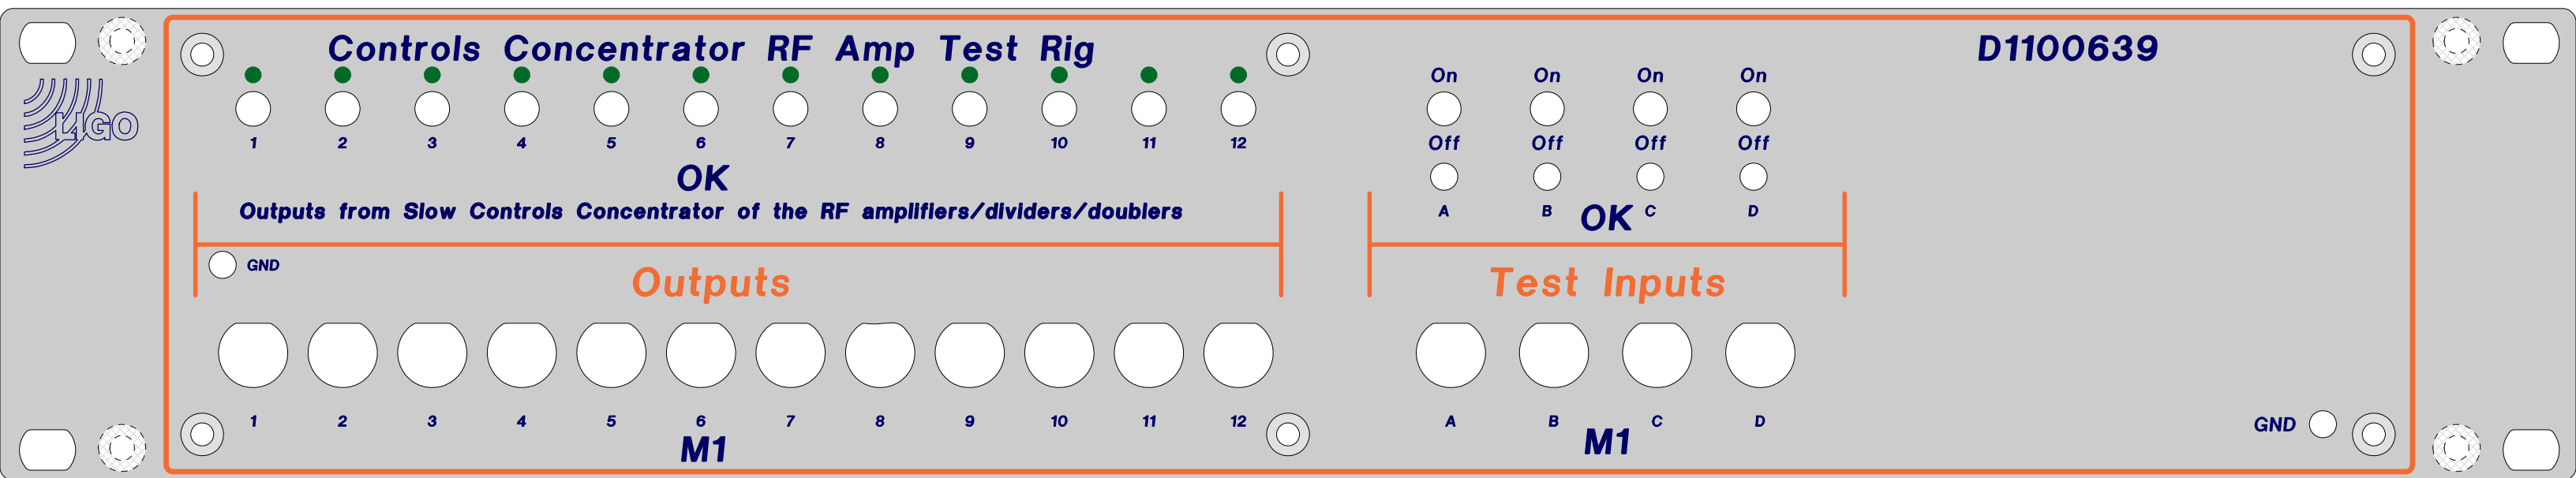 Controls Concentrator RF Amp Test Rig
D1100639
LIGO
On On On On
1 2 3 4 5 6 7 8 9 10 11 12
Off Off Off Off
OK
Outputs from Slow Controls Concentrator of the RF amplifiers/dividers/doublers
A B OK C D
GND
Outputs
Test Inputs
1 2 3 4 5 6 7 8 9 10 11 12
A B C D
GND
M1
M1